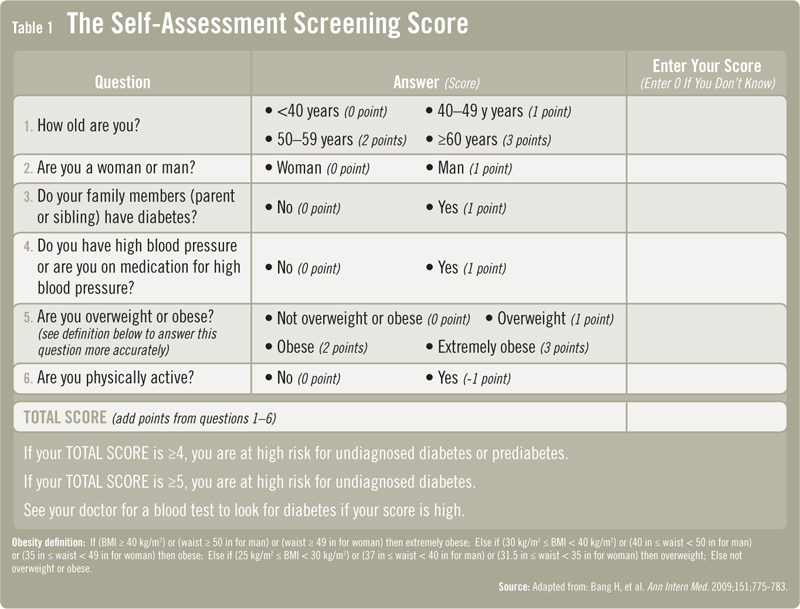 Table 1 The Self-Assessment Screening Score
Question
Answer (Score)
Enter Your Score
(Enter 0 If You Don't Know)
1. How old are you?
• <40 years (0 point) • 40–49 y years (1 point)
• 50–59 years (2 points) • ≥60 years (3 points)
2. Are you a woman or man?
• Woman (0 point) • Man (1 point)
3. Do your family members (parent
or sibling) have diabetes?
• No (0 point) • Yes (1 point)
4. Do you have high blood pressure
or are you on medication for high
blood pressure?
• No (0 point) • Yes (1 point)
5. Are you overweight or obese?
(see definition below to answer this
question more accurately)
• Not overweight or obese (0 point) • Overweight (1 point)
• Obese (2 points) • Extremely obese (3 points)
6. Are you physically active?
• No (0 point) • Yes (–1 point)
TOTAL SCORE (add points from questions 1–6)
If your TOTAL SCORE is ≥4, you are at high risk for undiagnosed diabetes or prediabetes.
If your TOTAL SCORE is ≥5, you are at high risk for undiagnosed diabetes.
See your doctor for a blood test to look for diabetes if your score is high.
Obesity definition: If (BMI ≥ 40 kg/m²) or (waist ≥ 50 in for man) or (waist ≥ 49 in for woman) then extremely obese; Else if (30 kg/m² ≤ BMI < 40 kg/m²) or (40 in ≤ waist < 50 in for man)
or (35 in ≤ waist < 49 in for woman) then obese; Else if (25 kg/m² ≤ BMI < 30 kg/m²) or (37 in ≤ waist < 40 in for man) or (31.5 in ≤ waist < 35 in for woman) then overweight; Else not
overweight or obese.
Source: Adapted from: Bang H, et al. Ann Intern Med. 2009;151;775-783.